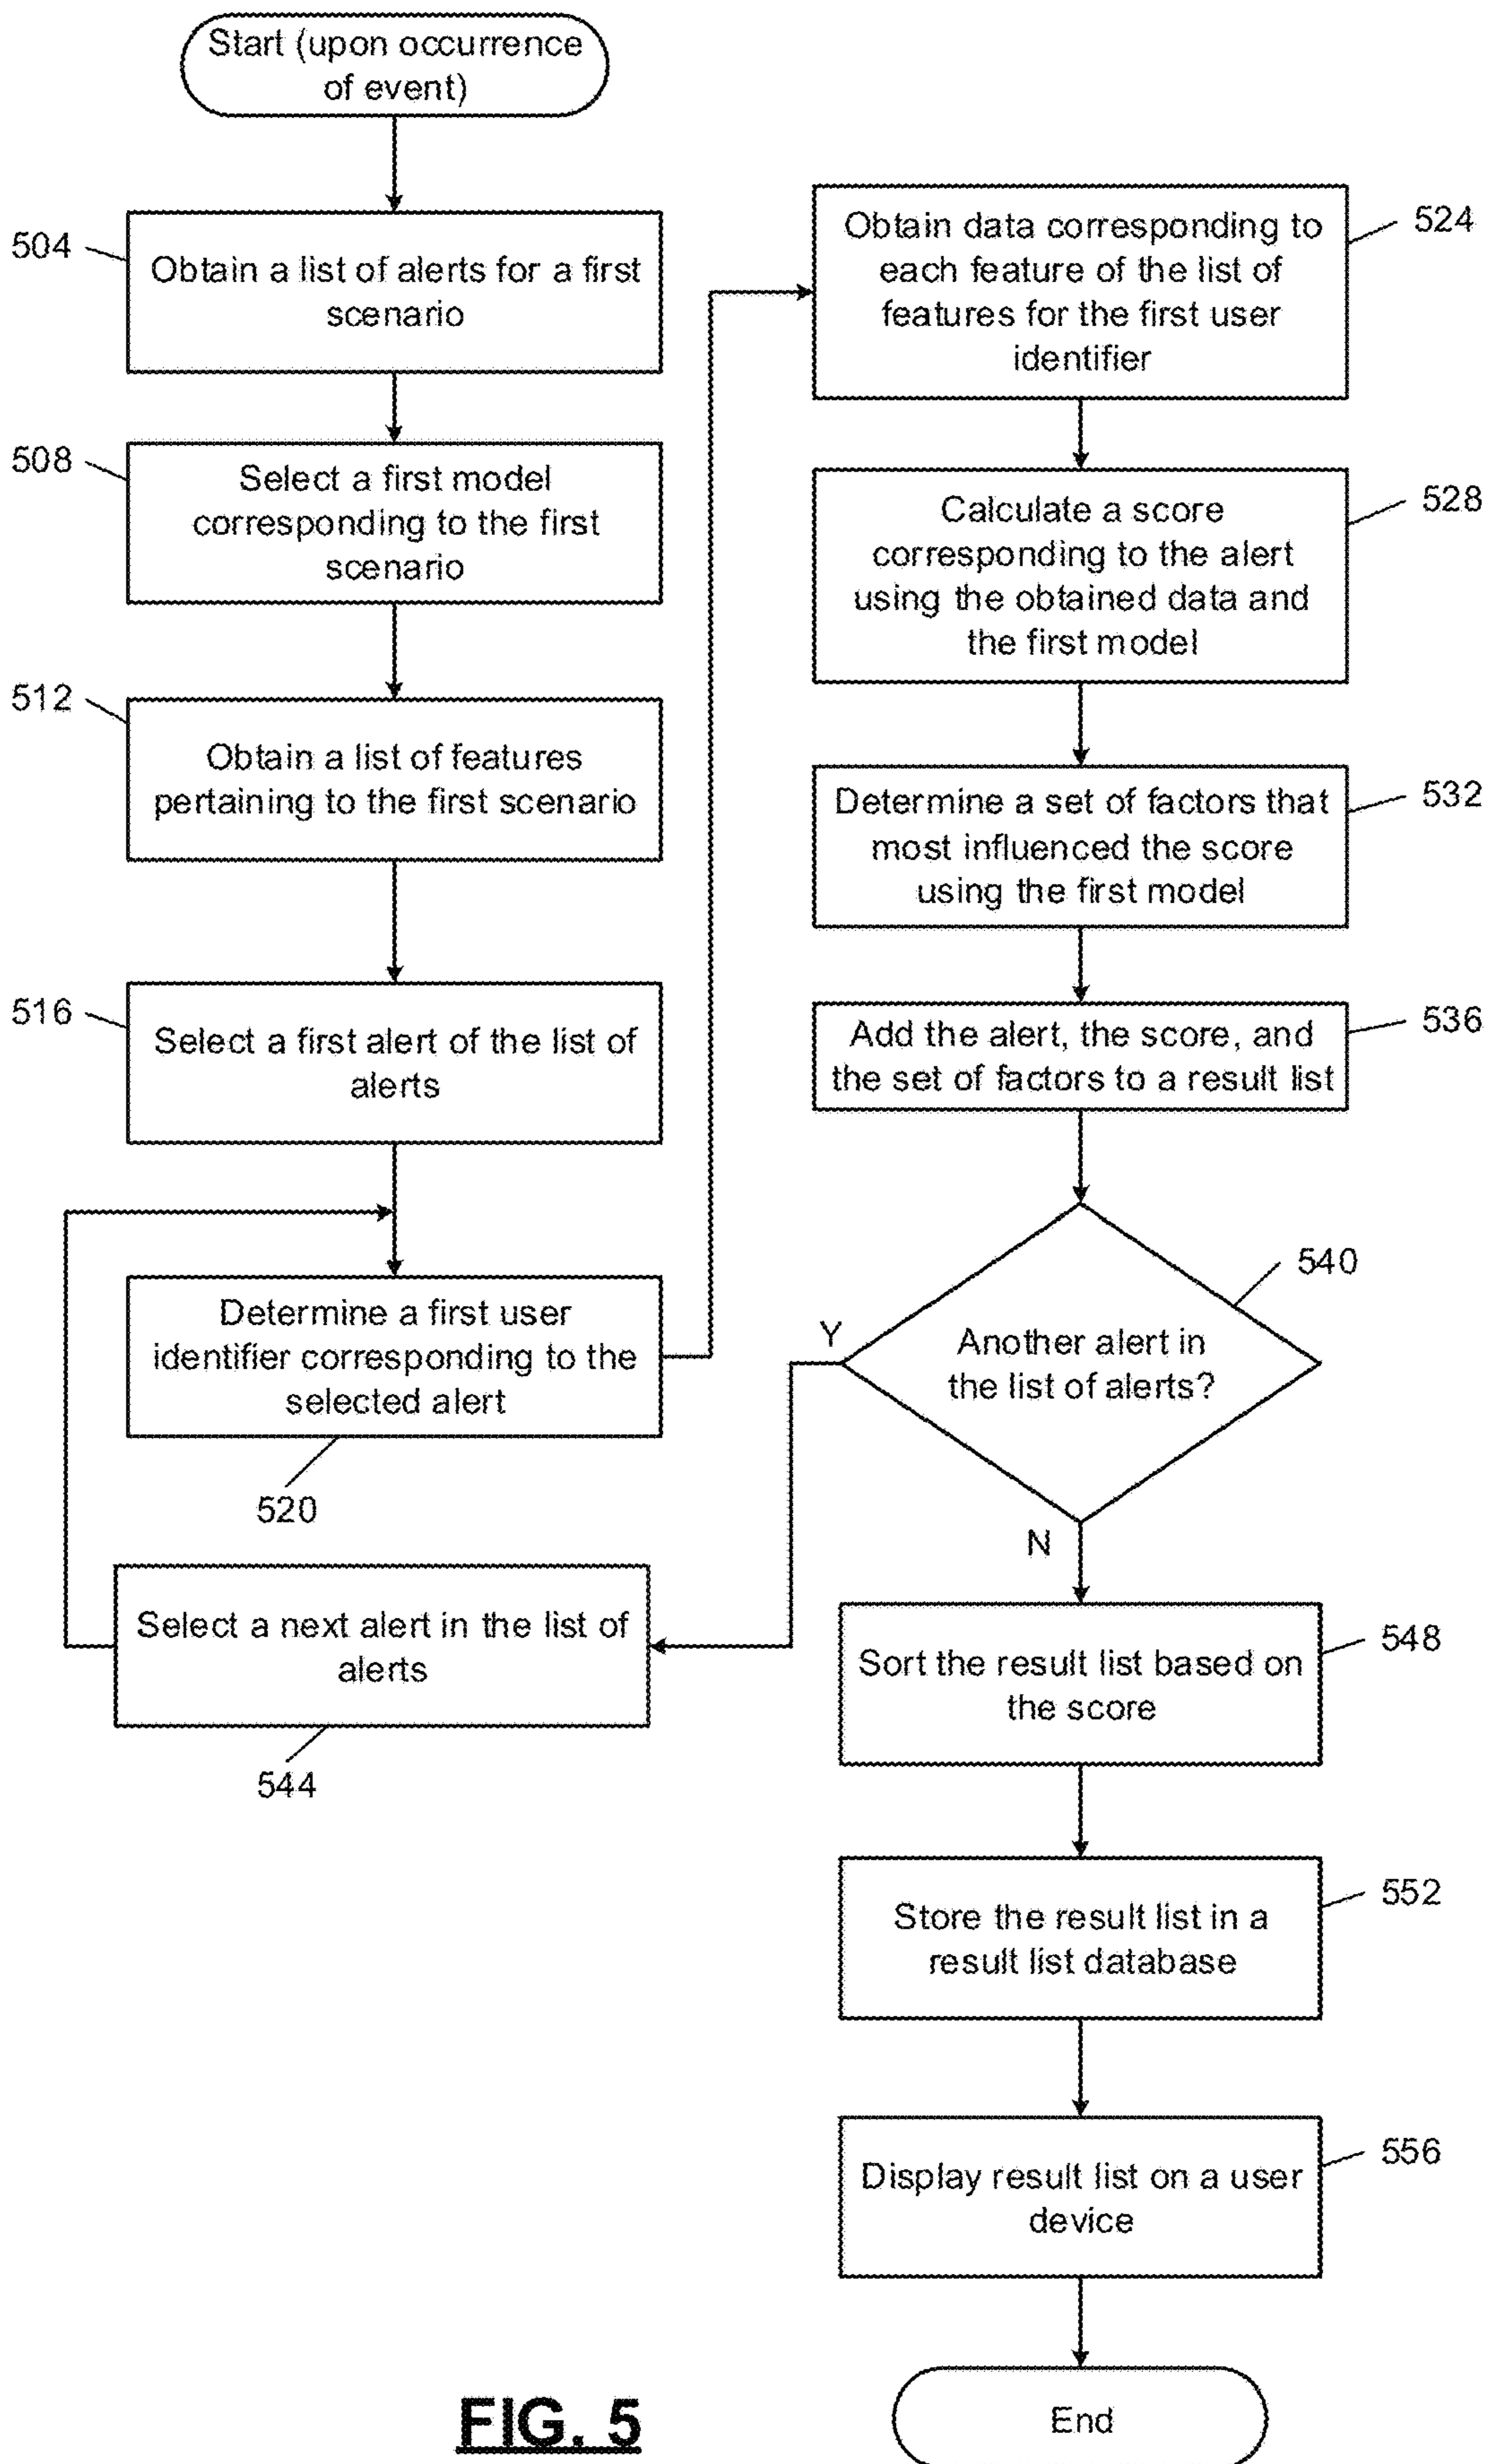 Start (upon occurrence
of event)
504
Obtain a list of alerts for a first
scenario
508
Select a first model
corresponding to the first
scenario
512
Obtain a list of features
pertaining to the first scenario
516
Select a first alert of the list of
alerts
Determine a first user
identifier corresponding to the
selected alert
520
Select a next alert in the list of
alerts
544
Obtain data corresponding to
each feature of the list of
features for the first user
identifier
524
Calculate a score
corresponding to the alert
using the obtained data and
the first model
528
Determine a set of factors that
most influenced the score
using the first model
532
Add the alert, the score, and
the set of factors to a result list
536
540
Another alert in
the list of alerts?
Y
N
Sort the result list based on
the score
548
Store the result list in a
result list database
552
Display result list on a user
device
556
End
FIG. 5